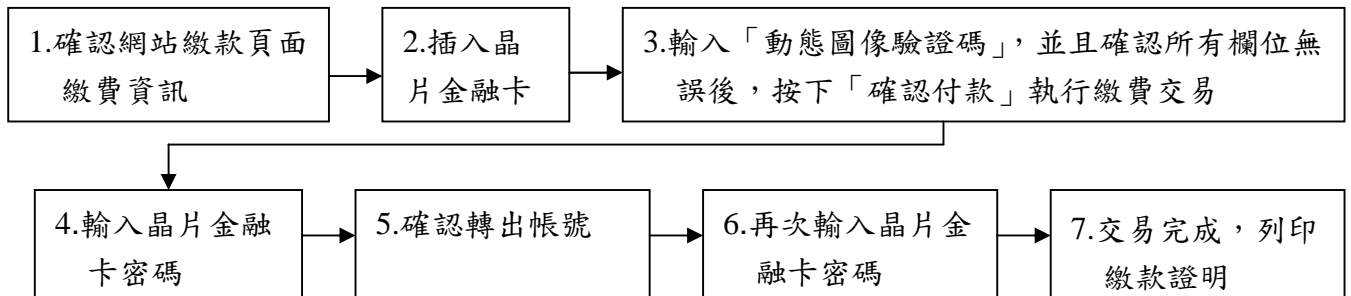 1.確認網站繳款頁面
繳費資訊
2.插入晶
片金融卡
3.輸入「動態圖像驗證碼」,並且確認所有欄位無
誤後,按下「確認付款」執行繳費交易
4.輸入晶片金融
卡密碼
5.確認轉出帳號
6.再次輸入晶片金
融卡密碼
7.交易完成,列印
繳款證明